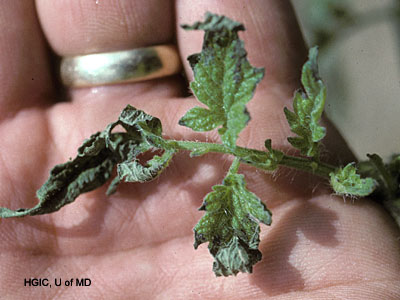 HGIC, U of MD